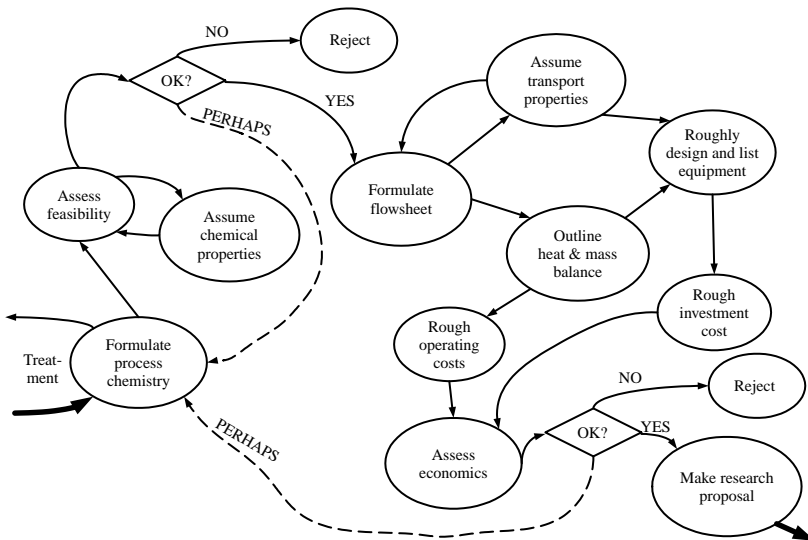 NO
Reject
OK?
YES
PERHAPS
Assess
feasibility
Assume
chemical
properties
Treat-
ment
Formulate
process
chemistry
Formulate
flowsheet
Assume
transport
properties
Outline
heat & mass
balance
Roughly
design and list
equipment
Rough
investment
cost
Rough
operating
costs
Assess
economics
OK?
NO
Reject
YES
Make research
proposal
PERHAPS